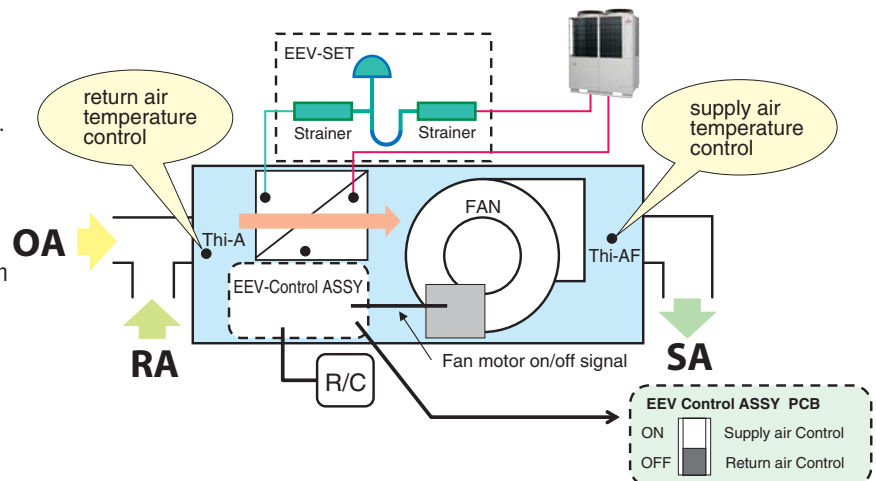 EEV-SET
return air
temperature
control
Strainer
Strainer
supply air
temperature
control
.
OA
Thi-A
FAN
Thi-AF
EEV-Control ASSY
RA
Fan motor on/off signal
SA
R/C
EEV Control ASSY PCB
ON
Supply air Control
OFF
Return air Control